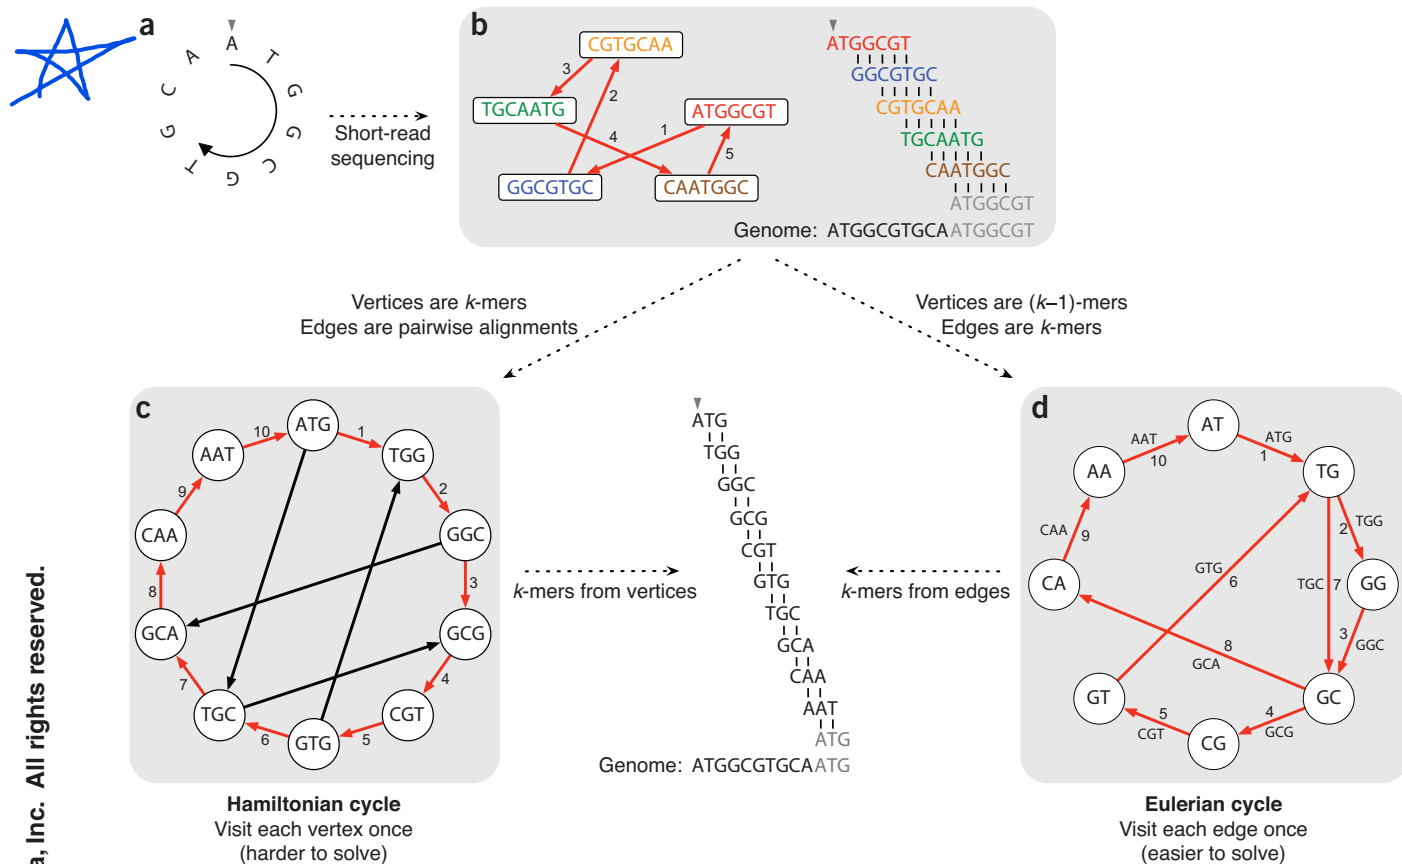 a
A
T
G
G
C
G
T
G
C
A
A
Short-read
sequencing
b
CGTGCAA
TGCAATG
ATGGCGT
GGCGTGC
CAATGGC
1
2
3
4
5
ATGGCGT
GGCGTGC
CGTGCAA
TGCAATG
CAATGGC
ATGGCGT
Genome: ATGGCGTGCAATGGCGT
Vertices are k-mers
Edges are pairwise alignments
Vertices are (k–1)-mers
Edges are k-mers
c
ATG
TGG
GGC
GCG
CGT
GTG
TGC
GCA
CAA
AAT
1
2
3
4
5
6
7
8
9
10
Hamiltonian cycle
Visit each vertex once
(harder to solve)
k-mers from vertices
ATG
TGG
GGC
GCG
CGT
GTG
TGC
GCA
CAA
AAT
ATG
Genome: ATGGCGTGCAATG
k-mers from edges
d
AT
TG
GG
GC
CG
GT
CA
AA
ATG
1
TGG
2
3
GGC
4
GCG
5
CGT
GTG
6
TGC 7
8
GCA
CAA
9
AAT
10
Eulerian cycle
Visit each edge once
(easier to solve)
a, Inc. All rights reserved.